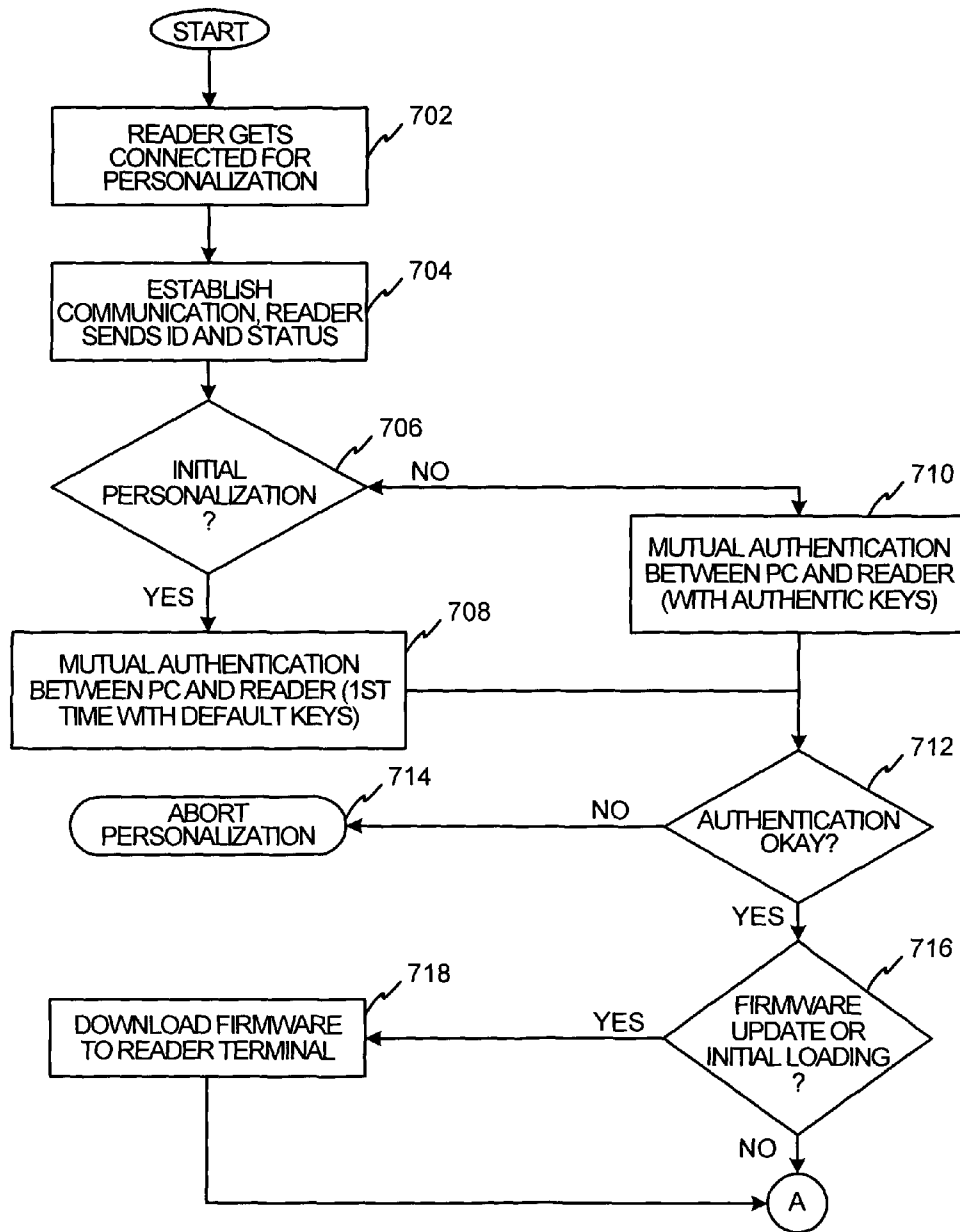 START
702
READER GETS
CONNECTED FOR
PERSONALIZATION
704
ESTABLISH
COMMUNICATION, READER
SENDS ID AND STATUS
706
INITIAL
PERSONALIZATION
?
NO
YES
710
MUTUAL AUTHENTICATION
BETWEEN PC AND READER
(WITH AUTHENTIC KEYS)
708
MUTUAL AUTHENTICATION
BETWEEN PC AND READER (1ST
TIME WITH DEFAULT KEYS)
712
AUTHENTICATION
OKAY?
NO
714
ABORT
PERSONALIZATION
YES
716
FIRMWARE
UPDATE OR
INITIAL LOADING
?
YES
718
DOWNLOAD FIRMWARE
TO READER TERMINAL
NO
A